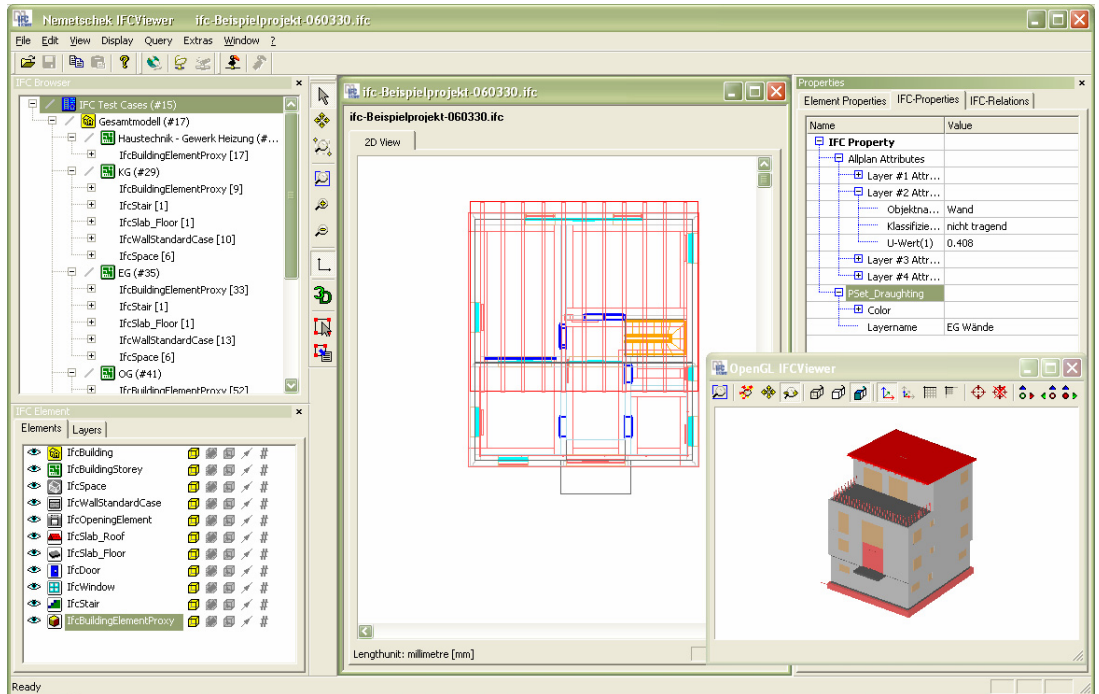 Nemetschek IFCViewer ifc-Beispielprojekt-060330.ifc
File Edit View Display Query Extras Window ?
IFC Browser
IFC Test Cases (#15)
Gesamtmodell (#17)
Haustechnik - Gewerk Heizung (#...
IfcBuildingElementProxy [17]
KG (#29)
IfcBuildingElementProxy [9]
IfcStair [1]
IfcSlab_Floor [1]
IfcWallStandardCase [10]
IfcSpace [6]
EG (#35)
IfcBuildingElementProxy [33]
IfcStair [1]
IfcSlab_Floor [1]
IfcWallStandardCase [13]
IfcSpace [6]
OG (#41)
IfcBuildingElementProxy [52]
IFC Element
Elements Layers
IfcBuilding #
IfcBuildingStorey #
IfcSpace #
IfcWallStandardCase #
IfcOpeningElement #
IfcSlab_Roof #
IfcSlab_Floor #
IfcDoor #
IfcWindow #
IfcStair #
IfcBuildingElementProxy #
3D
ifc-Beispielprojekt-060330.ifc
ifc-Beispielprojekt-060330.ifc
2D View
Lengthunit: millimetre [mm]
Properties
Element Properties IFC-Properties IFC-Relations
Name Value
IFC Property
Allplan Attributes
Layer #1 Attr...
Layer #2 Attr...
Objektna... Wand
Klassifizie... nicht tragend
U-Wert(1) 0.408
Layer #3 Attr...
Layer #4 Attr...
PSet_Draughting
Color
Layername EG Wände
OpenGL IFCViewer
Ready